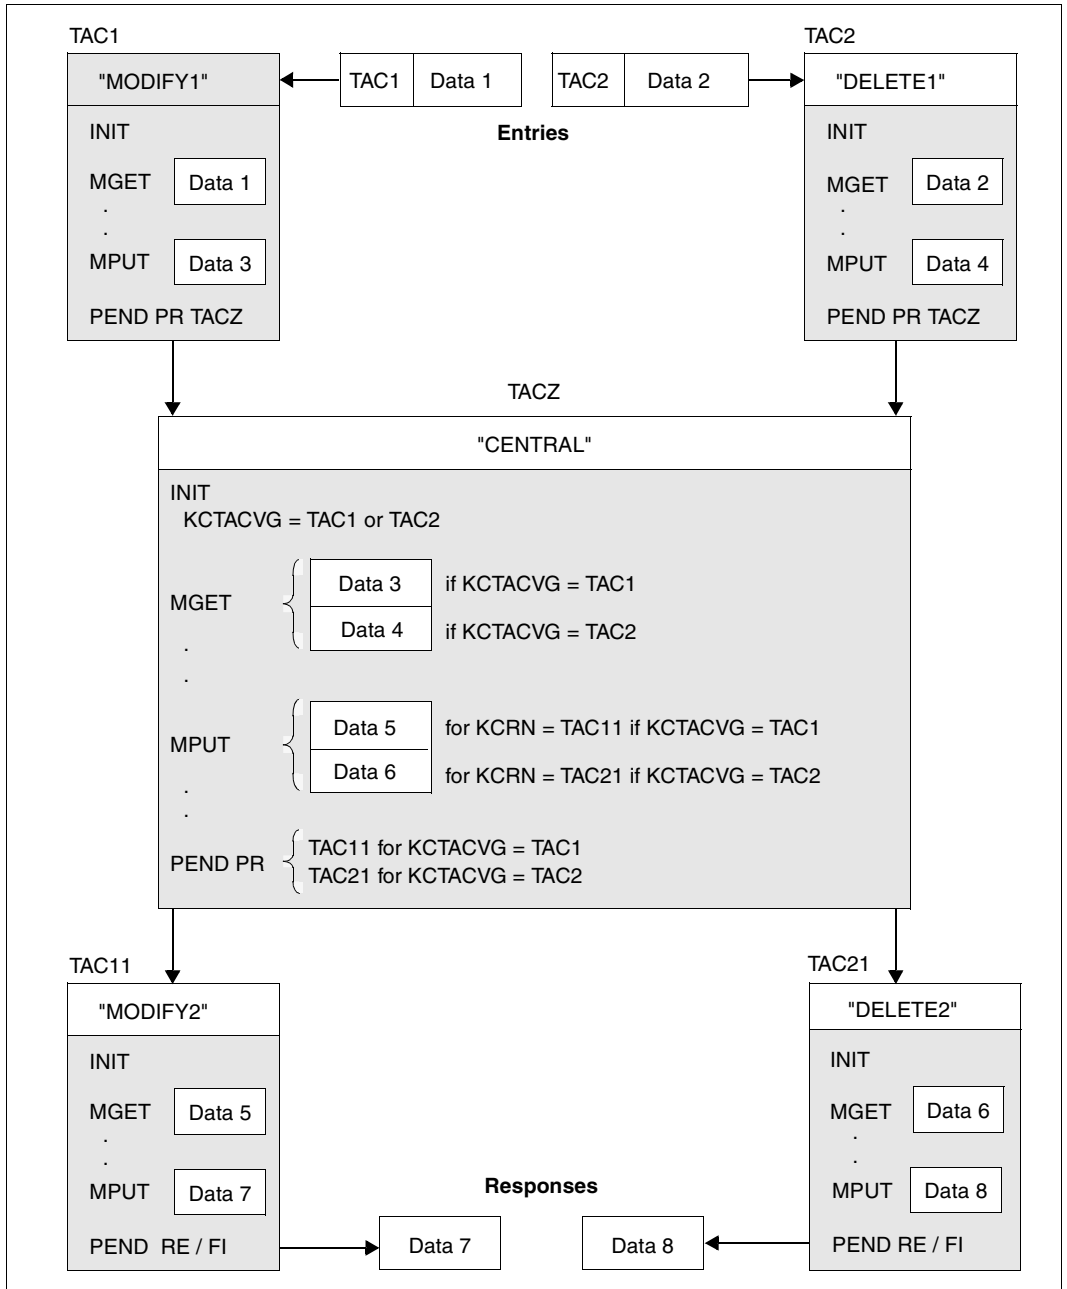 TAC1
TAC2
"MODIFY1"
TAC1 Data 1
TAC2 Data 2
"DELETE1"
Entries
INIT
MGET Data 1
.
.
MPUT Data 3
PEND PR TACZ
INIT
MGET Data 2
.
.
MPUT Data 4
PEND PR TACZ
TACZ
"CENTRAL"
INIT
KCTACVG = TAC1 or TAC2
MGET
Data 3 if KCTACVG = TAC1
Data 4 if KCTACVG = TAC2
.
.
MPUT
Data 5 for KCRN = TAC11 if KCTACVG = TAC1
Data 6 for KCRN = TAC21 if KCTACVG = TAC2
.
.
PEND PR
TAC11 for KCTACVG = TAC1
TAC21 for KCTACVG = TAC2
TAC11
"MODIFY2"
INIT
MGET Data 5
.
.
MPUT Data 7
PEND RE / FI
TAC21
"DELETE2"
INIT
MGET Data 6
.
.
MPUT Data 8
PEND RE / FI
Responses
Data 7
Data 8